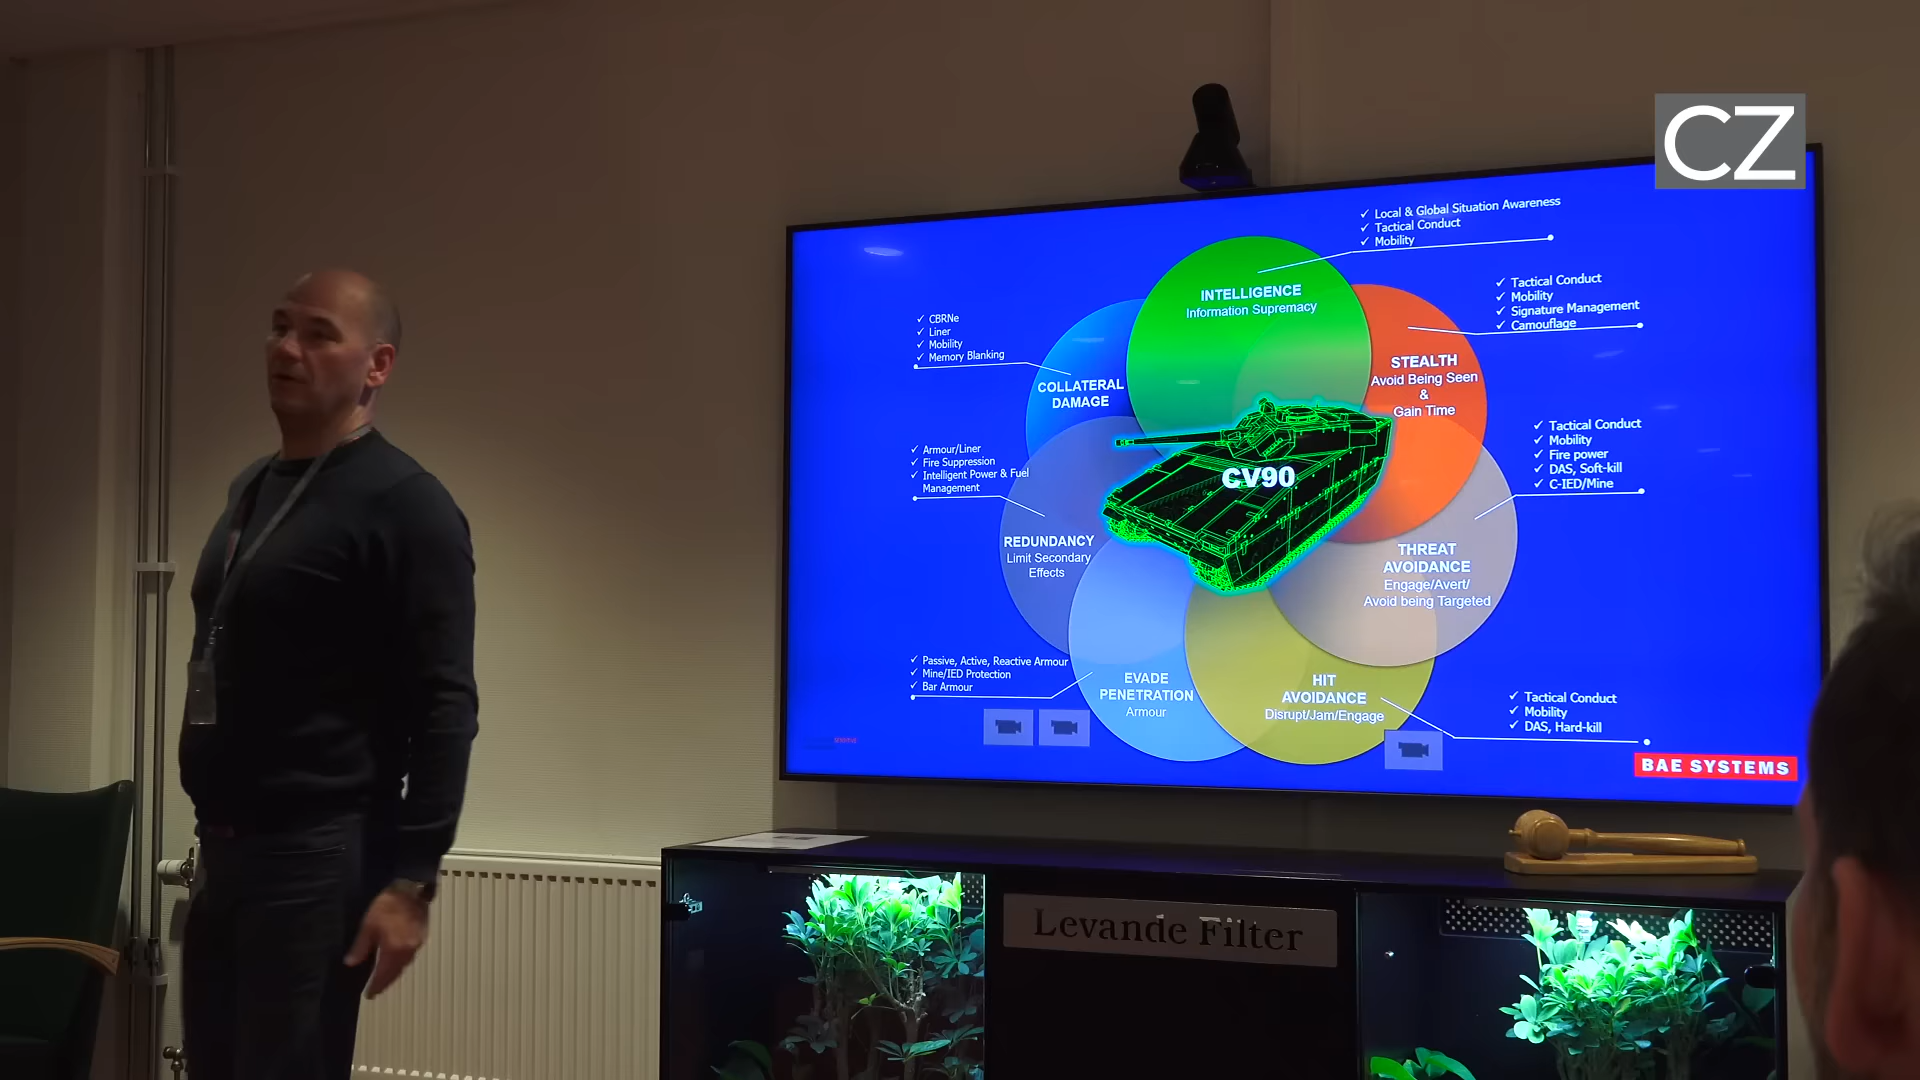 CZ
✓ Local & Global Situation Awareness
✓ Tactical Conduct
✓ Mobility
INTELLIGENCE
Information Supremacy
✓ Tactical Conduct
✓ Mobility
✓ Signature Management
✓ Camouflage
STEALTH
Avoid Being Seen
&
Gain Time
✓ Tactical Conduct
✓ Mobility
✓ Fire power
✓ DAS, Soft-kill
✓ C-IED/Mine
THREAT
AVOIDANCE
Engage/Avert/
Avoid being Targeted
✓ Tactical Conduct
✓ Mobility
✓ DAS, Hard-kill
HIT
AVOIDANCE
Disrupt/Jam/Engage
✓ Passive, Active, Reactive Armour
✓ Mine/IED Protection
✓ Bar Armour
EVADE
PENETRATION
Armour
✓ Armour/Liner
✓ Fire Suppression
✓ Intelligent Power & Fuel
Management
REDUNDANCY
Limit Secondary
Effects
✓ CBRNe
✓ Liner
✓ Mobility
✓ Memory Blanking
COLLATERAL
DAMAGE
CV90
BAE SYSTEMS
Levande Filter